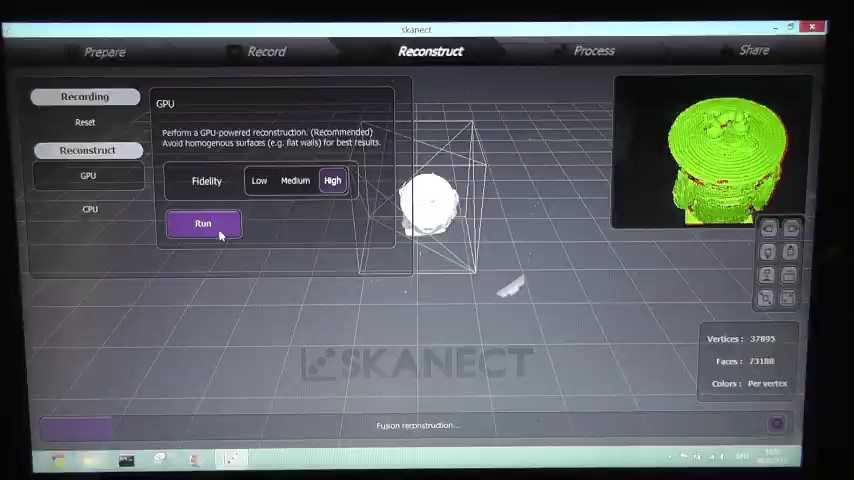 skanect
Prepare
Record
Reconstruct
Process
Share
Recording
Reset
Reconstruct
GPU
CPU
GPU
Perform a GPU-powered reconstruction. (Recommended)
Avoid homogenous surfaces (e.g. flat walls) for best results.
Fidelity
Low
Medium
High
Run
SKANECT
Vertices : 37895
Faces : 73188
Colors : Per vertex
Fusion reconstruction...